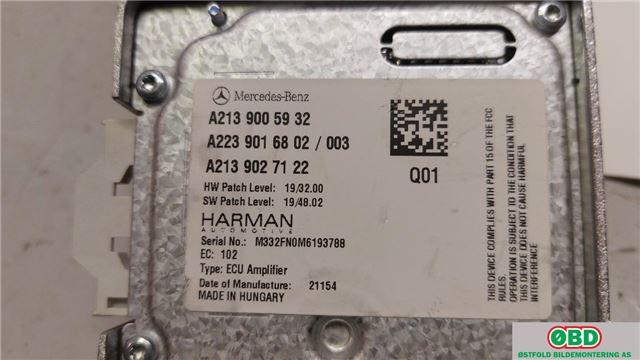 Mercedes-Benz
A213 900 59 32
A223 901 68 02 / 003
A213 902 71 22
HW Patch Level: 19/32.00
SW Patch Level: 19/48.02
HARMAN
AUTOMOTIVE
Serial No.: M332FN0M6193788
EC: 102
Type: ECU Amplifier
Date of Manufacture: 21154
MADE IN HUNGARY
Q01
THIS DEVICE COMPLIES WITH PART 15 OF THE FCC
RULES.
OPERATION IS SUBJECT TO THE CONDITION THAT
THIS DEVICE DOES NOT CAUSE HARMFUL
INTERFERENCE
ØBD
ØSTFOLD BILDEMONTERING AS